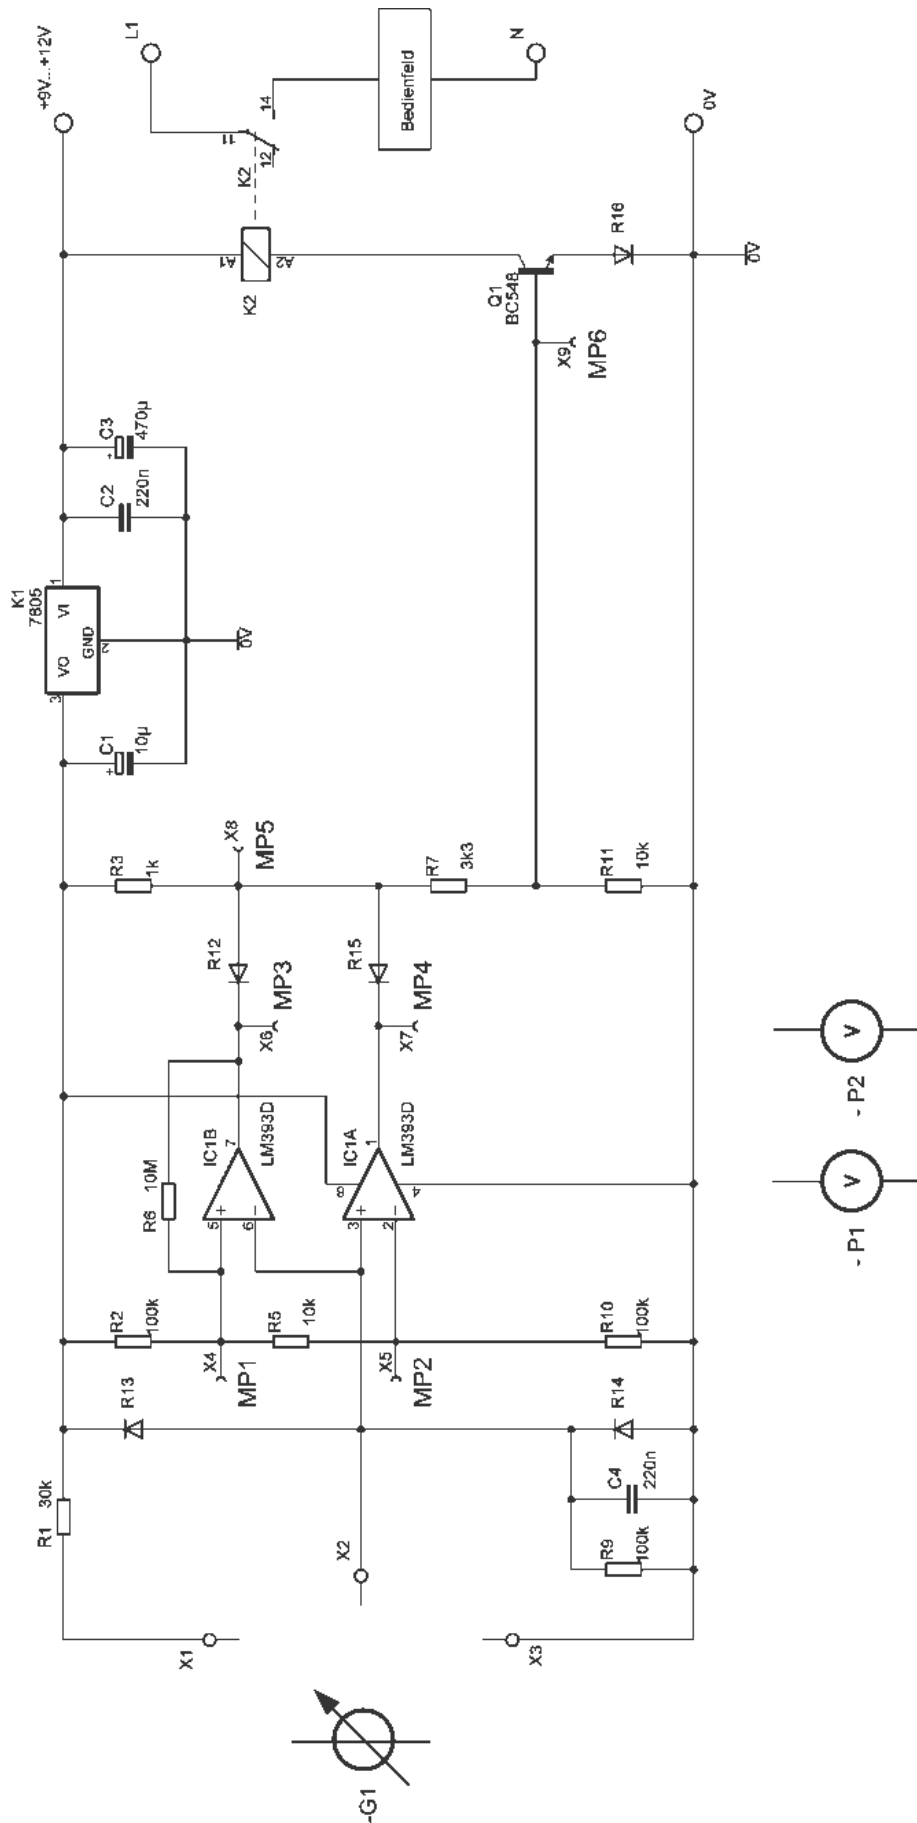 -G1
X1
X2
X3
R1
30k
R13
R9
100k
C4
220n
R14
R2
100k
X4
MP1
R5
10k
X5
MP2
R10
100k
R6
10M
5
+
6
−
7
IC1B
LM393D
3
+
2
−
8
4
1
IC1A
LM393D
X6
MP3
X7
MP4
R12
R15
R3
1k
X8
MP5
R7
3k3
R11
10k
C1
+
10µ
K1
7805
3
VO
VI
1
GND
2
0V
C2
220n
C3
+
470µ
K2
A1
A2
K2
11
12
14
L1
Bedienfeld
N
+9V...+12V
Q1
BC548
X9
MP6
R16
0V
0V
- P1
V
- P2
V